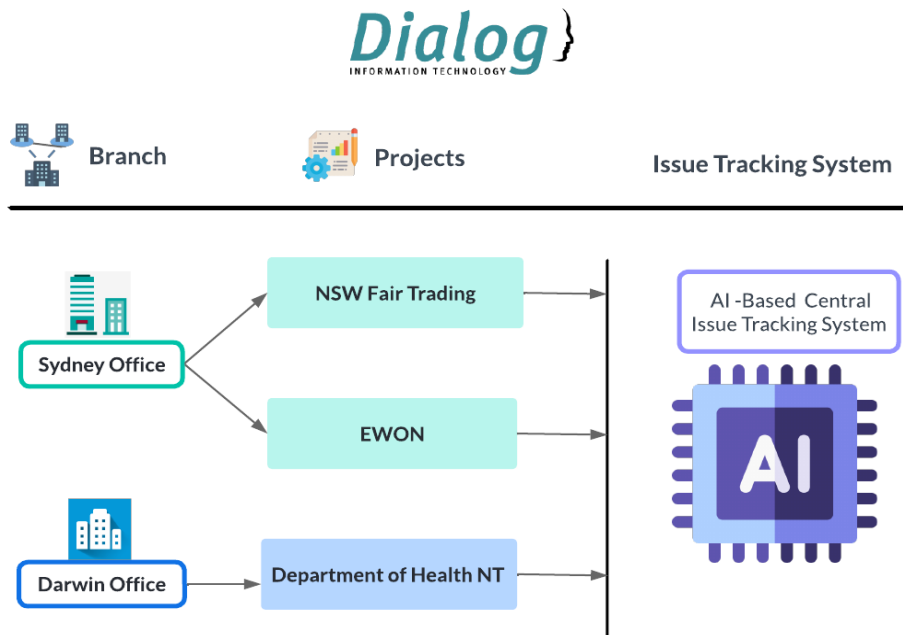 Dialog
INFORMATION TECHNOLOGY
Branch
Projects
Issue Tracking System
NSW Fair Trading
AI -Based Central
Issue Tracking System
Sydney Office
EWON
AI
Darwin Office
Department of Health NT